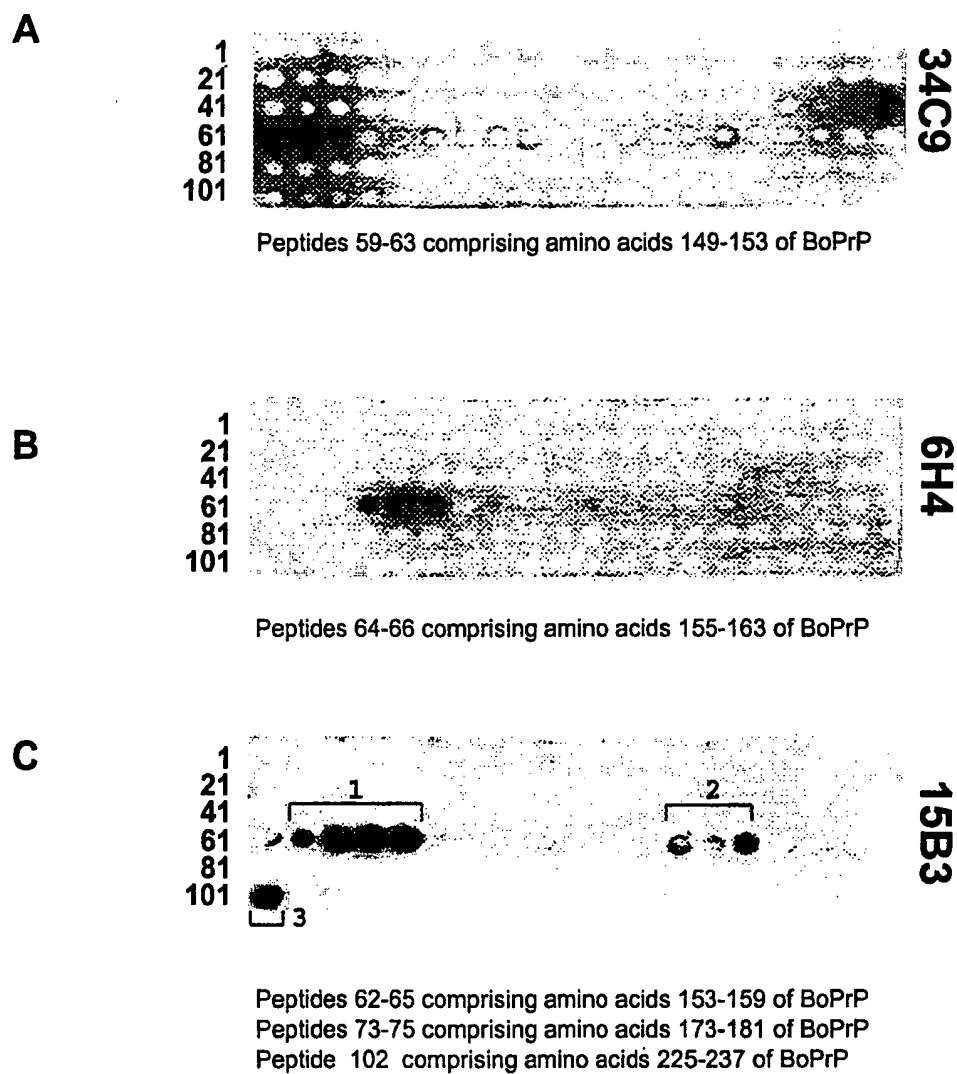 A
34C9
1
21
41
61
81
101
Peptides 59-63 comprising amino acids 149-153 of BoPrP
B
6H4
1
21
41
61
81
101
Peptides 64-66 comprising amino acids 155-163 of BoPrP
C
15B3
1
21
41
61
81
101
1
2
3
Peptides 62-65 comprising amino acids 153-159 of BoPrP
Peptides 73-75 comprising amino acids 173-181 of BoPrP
Peptide 102 comprising amino acids 225-237 of BoPrP